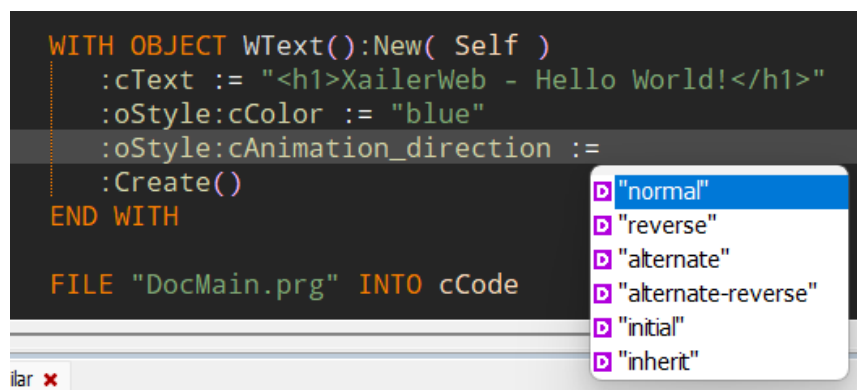 WITH OBJECT WText():New( Self )
:cText := "<h1>XailerWeb - Hello World!</h1>"
:oStyle:cColor := "blue"
:oStyle:cAnimation_direction :=
:Create()
END WITH
FILE "DocMain.prg" INTO cCode
D "normal"
D "reverse"
D "alternate"
D "alternate-reverse"
D "initial"
D "inherit"
ilar ×